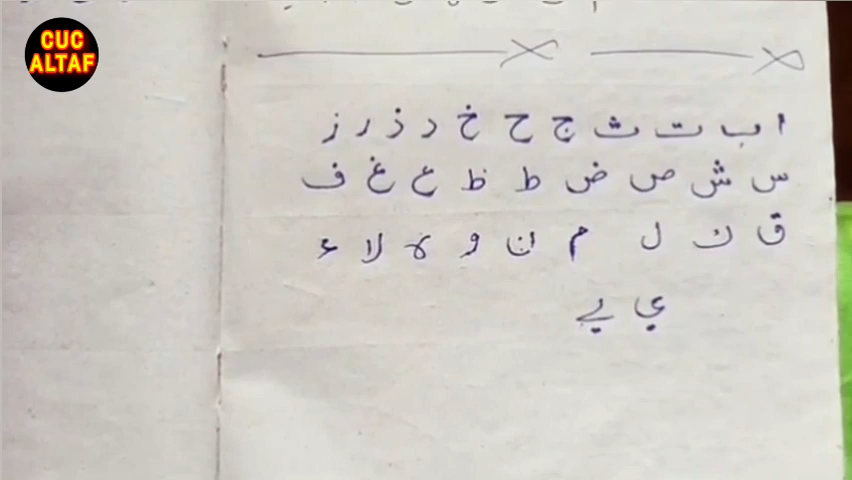 CUC
ALTAF
ا ب ت ث ج ح خ د ذ ر ز
س ش ص ض ط ظ ع غ ف
ق ك ل م ن و ه لا ء
ي ے